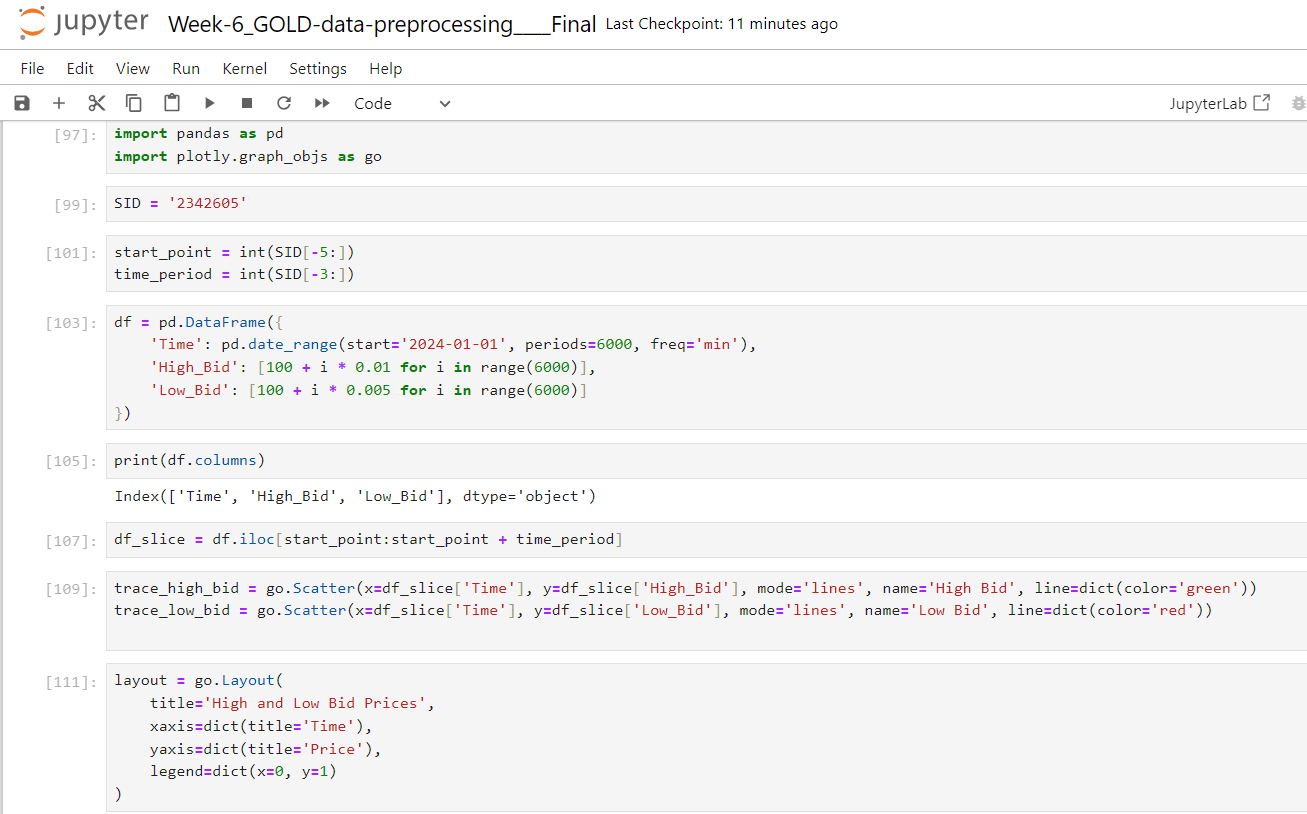 jupyter Week-6_GOLD-data-preprocessing____Final Last Checkpoint: 11 minutes ago
File Edit View Run Kernel Settings Help
Code JupyterLab
[97]: import pandas as pd
import plotly.graph_objs as go
[99]: SID = '2342605'
[101]: start_point = int(SID[-5:])
time_period = int(SID[-3:])
[103]: df = pd.DataFrame({
    'Time': pd.date_range(start='2024-01-01', periods=6000, freq='min'),
    'High_Bid': [100 + i * 0.01 for i in range(6000)],
    'Low_Bid': [100 + i * 0.005 for i in range(6000)]
})
[105]: print(df.columns)
Index(['Time', 'High_Bid', 'Low_Bid'], dtype='object')
[107]: df_slice = df.iloc[start_point:start_point + time_period]
[109]: trace_high_bid = go.Scatter(x=df_slice['Time'], y=df_slice['High_Bid'], mode='lines', name='High Bid', line=dict(color='green'))
trace_low_bid = go.Scatter(x=df_slice['Time'], y=df_slice['Low_Bid'], mode='lines', name='Low Bid', line=dict(color='red'))
[111]: layout = go.Layout(
    title='High and Low Bid Prices',
    xaxis=dict(title='Time'),
    yaxis=dict(title='Price'),
    legend=dict(x=0, y=1)
)